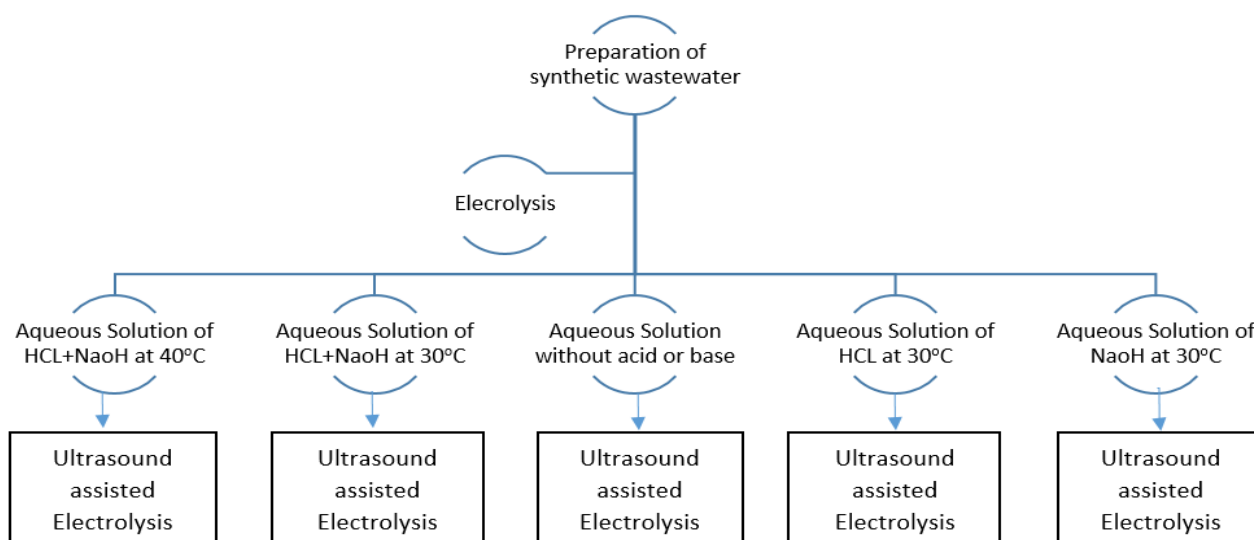 Preparation of
synthetic wastewater
Elecrolysis
Aqueous Solution of
HCL+NaoH at 40°C
Aqueous Solution of
HCL+NaoH at 30°C
Aqueous Solution
without acid or base
Aqueous Solution of
HCL at 30°C
Aqueous Solution of
NaoH at 30°C
Ultrasound
assisted
Electrolysis
Ultrasound
assisted
Electrolysis
Ultrasound
assisted
Electrolysis
Ultrasound
assisted
Electrolysis
Ultrasound
assisted
Electrolysis